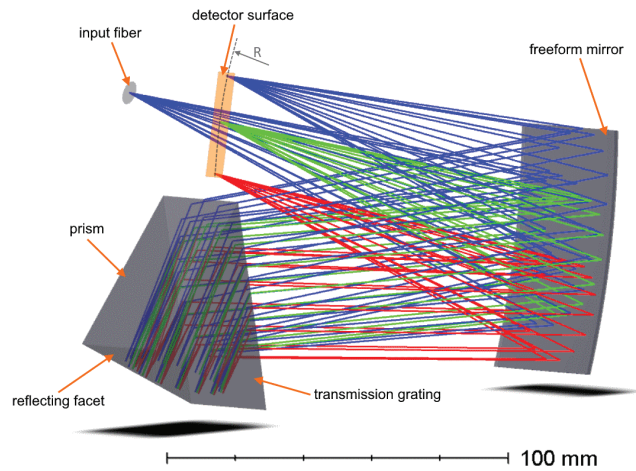 detector surface
input fiber
R
freeform mirror
prism
reflecting facet
transmission grating
100 mm